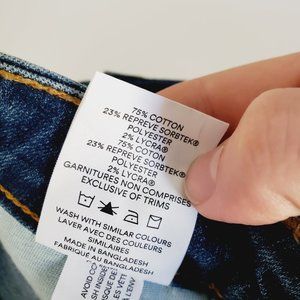 75% COTTON
23% REPREVE SORBTEK®
POLYESTER
2% LYCRA®
75% COTON
23% REPREVE SORBTEK®
POLYESTER
2% LYCRA®
GARNITURES NON COMPRISES
EXCLUSIVE OF TRIMS
WASH WITH SIMILAR COLOURS
LAVER AVEC DES COULEURS
SIMILAIRES
MADE IN BANGLADESH
FABRIQUÉ AU BANGLADESH